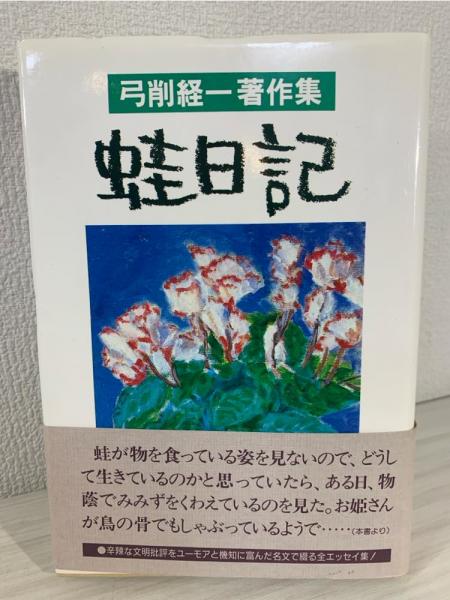 弓削経一著作集
蛙日記
蛙が物を食っている姿を見ないので、どうし
て生きているのかと思っていたら、ある日、物
蔭でみみずをくわえているのを見た。お姫さん
が鳥の骨でもしゃぶっているようで……(本書より)
●辛辣な文明批評をユーモアと機知に富んだ名文で綴る全エッセイ集!